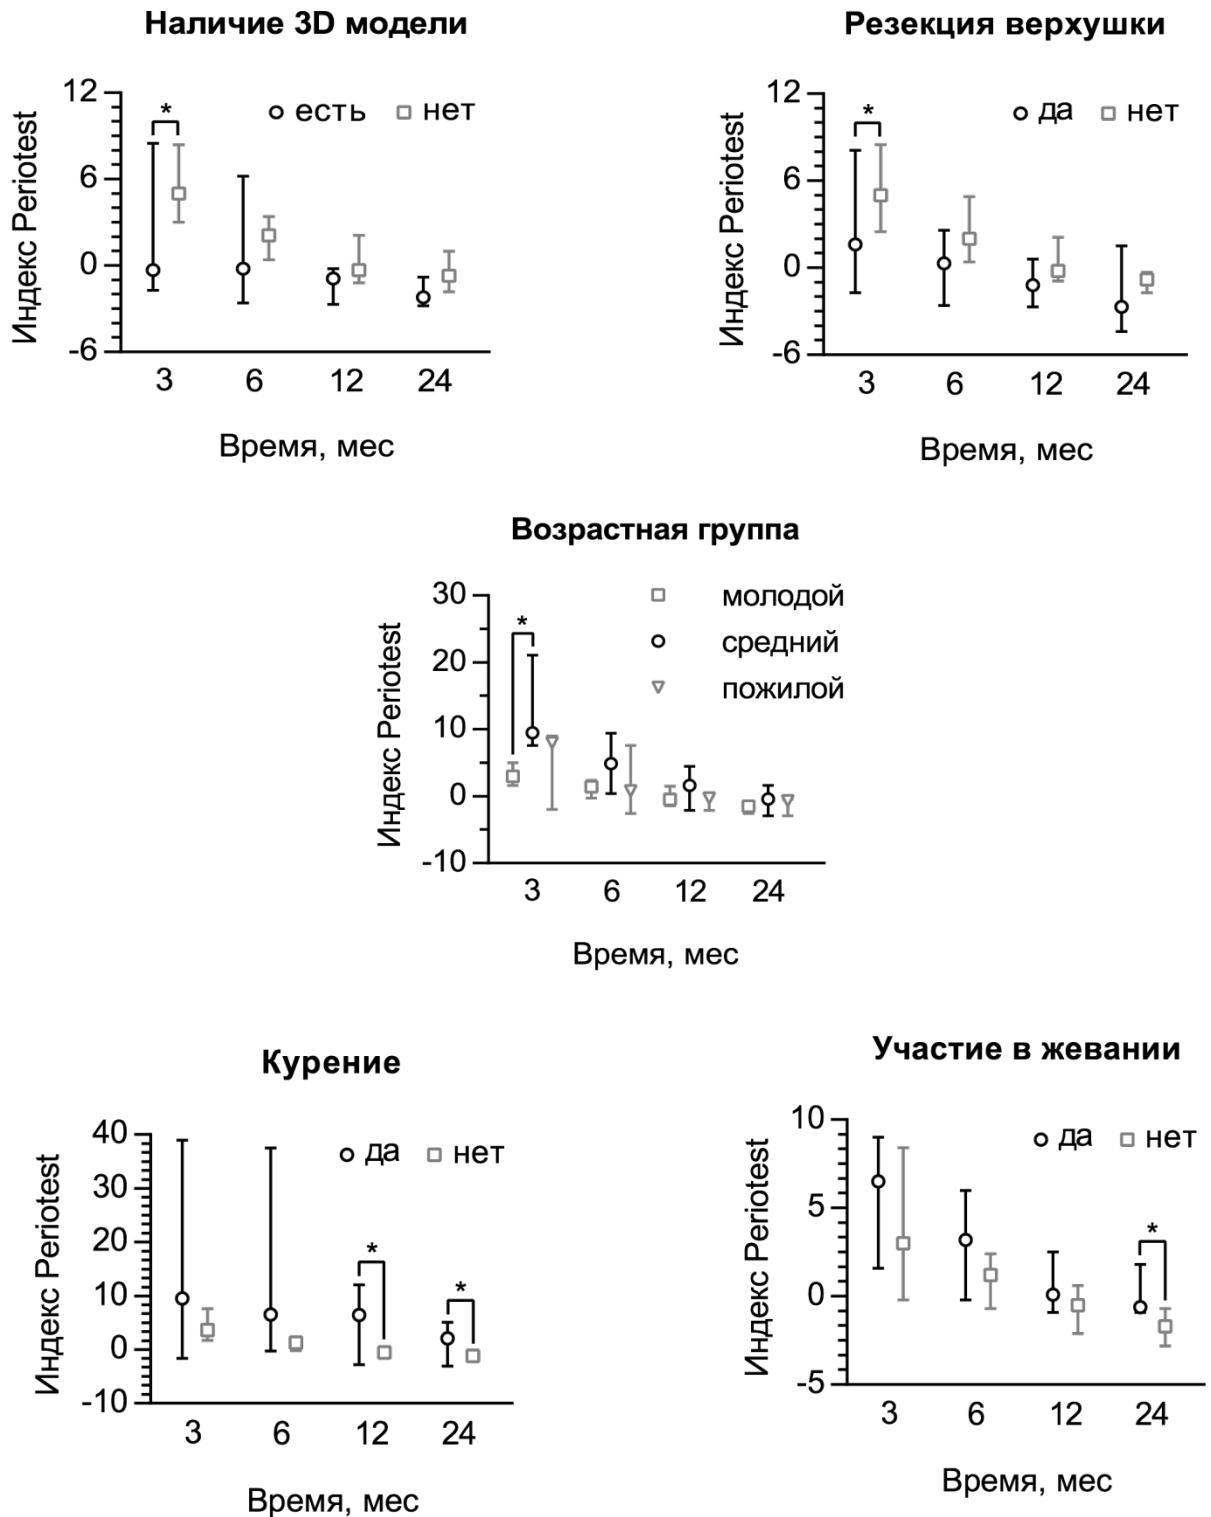 Наличие 3D модели
Индекс Periotest
12
6
0
-6
есть нет
*
3 6 12 24
Время, мес
Резекция верхушки
Индекс Periotest
12
6
0
-6
да нет
*
3 6 12 24
Время, мес
Возрастная группа
Индекс Periotest
30
20
10
0
-10
молодой
средний
пожилой
*
3 6 12 24
Время, мес
Курение
Индекс Periotest
40
30
20
10
0
-10
да нет
* *
3 6 12 24
Время, мес
Участие в жевании
Индекс Periotest
10
5
0
-5
да нет
*
3 6 12 24
Время, мес